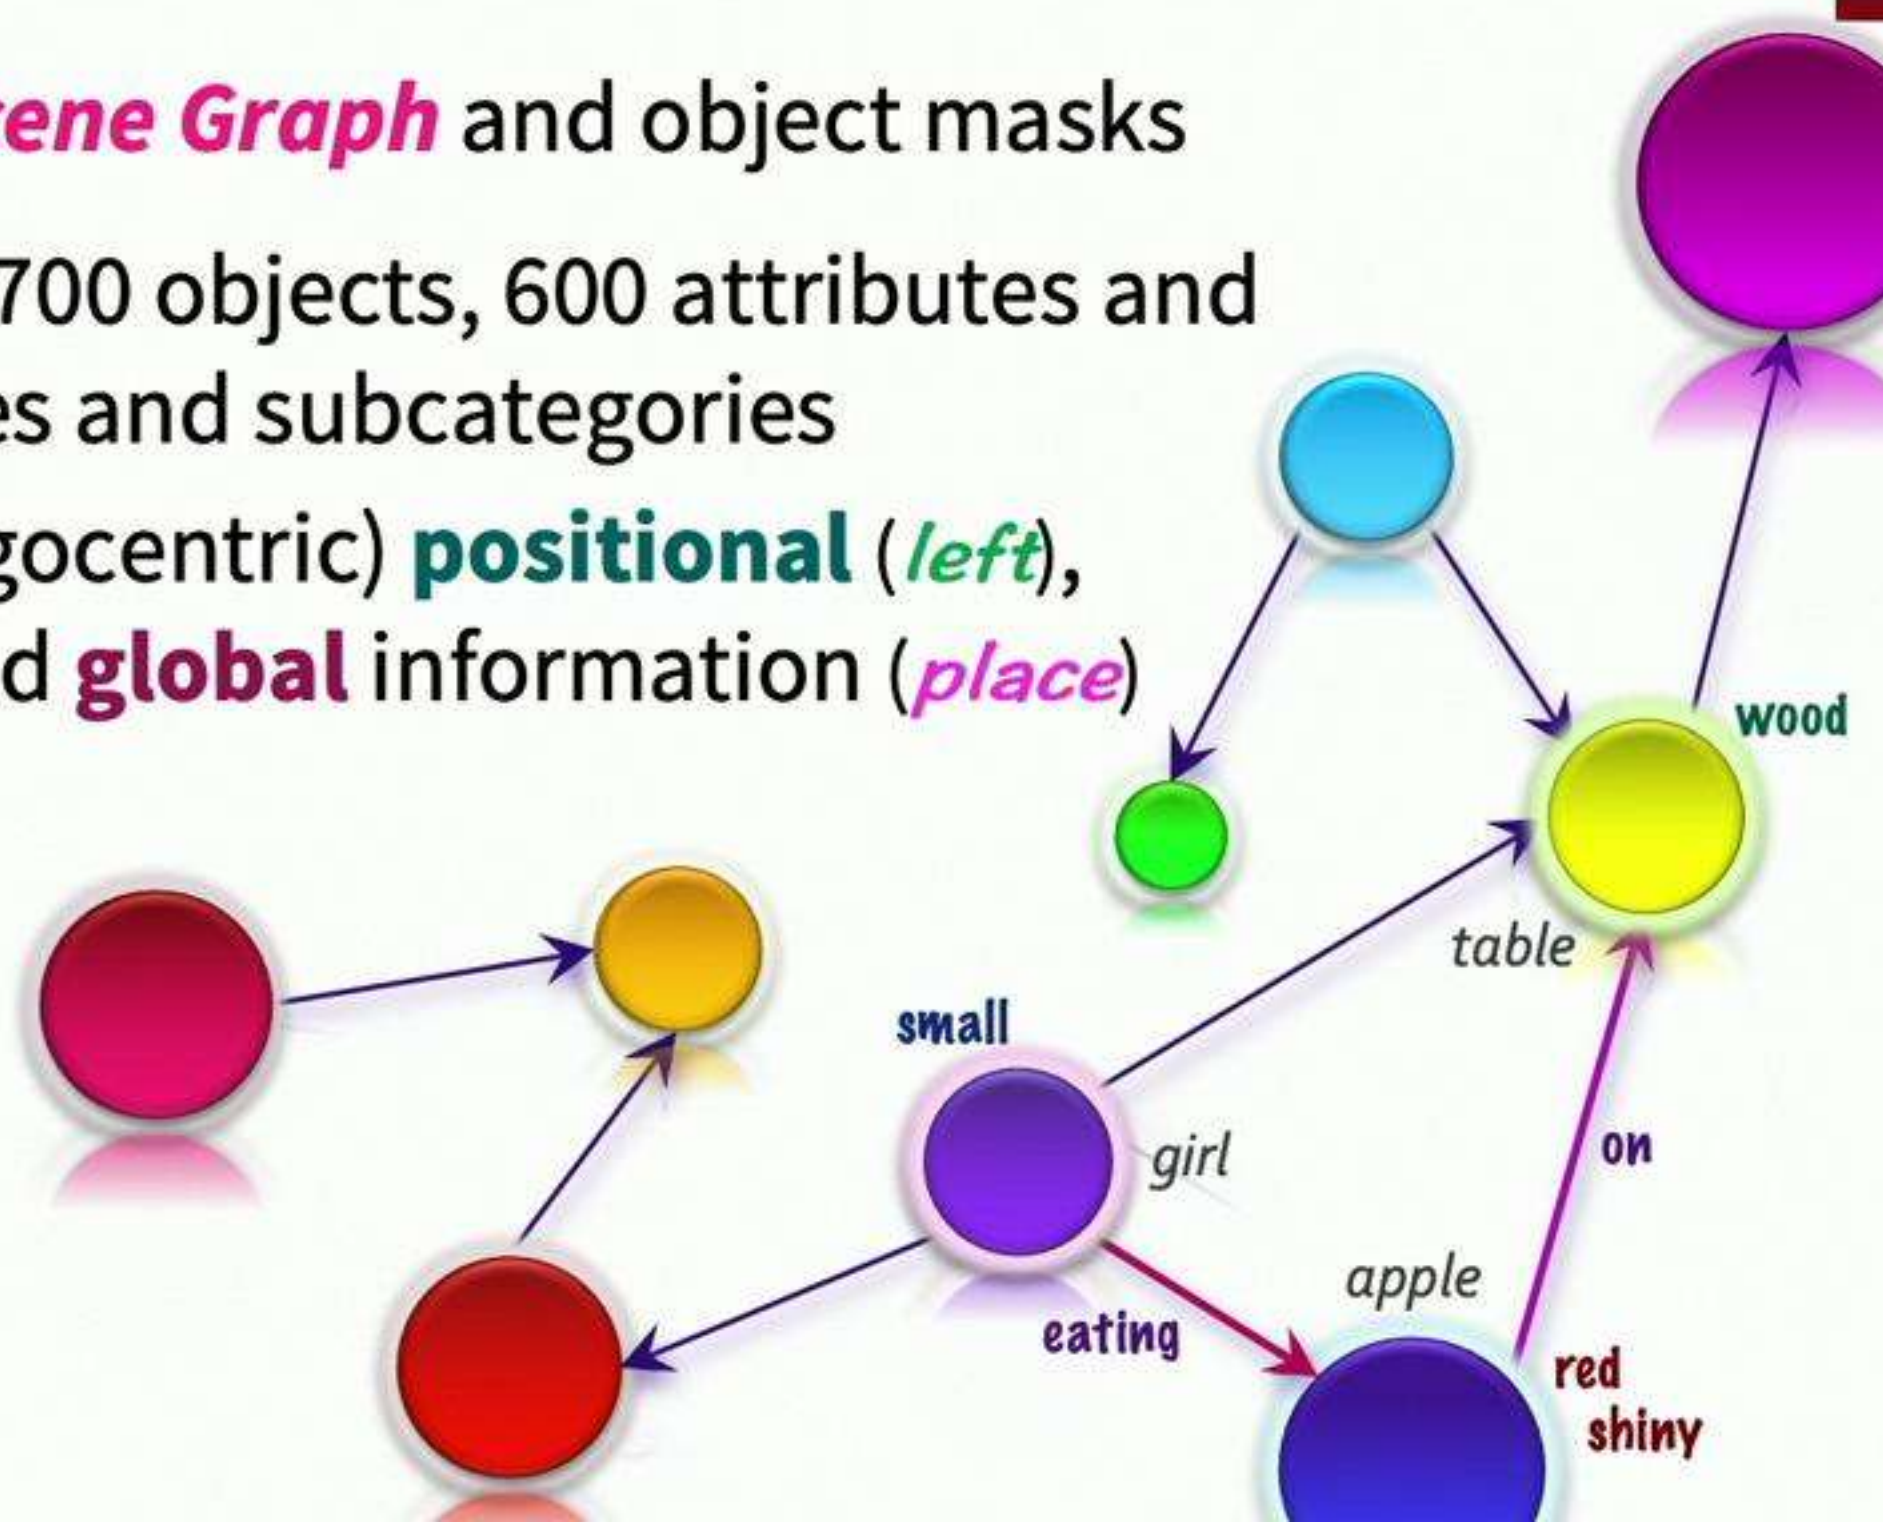 ene Graph and object masks
700 objects, 600 attributes and
es and subcategories
gocentric) positional (left),
d global information (place)
wood
table
small
girl
on
apple
eating
red
shiny